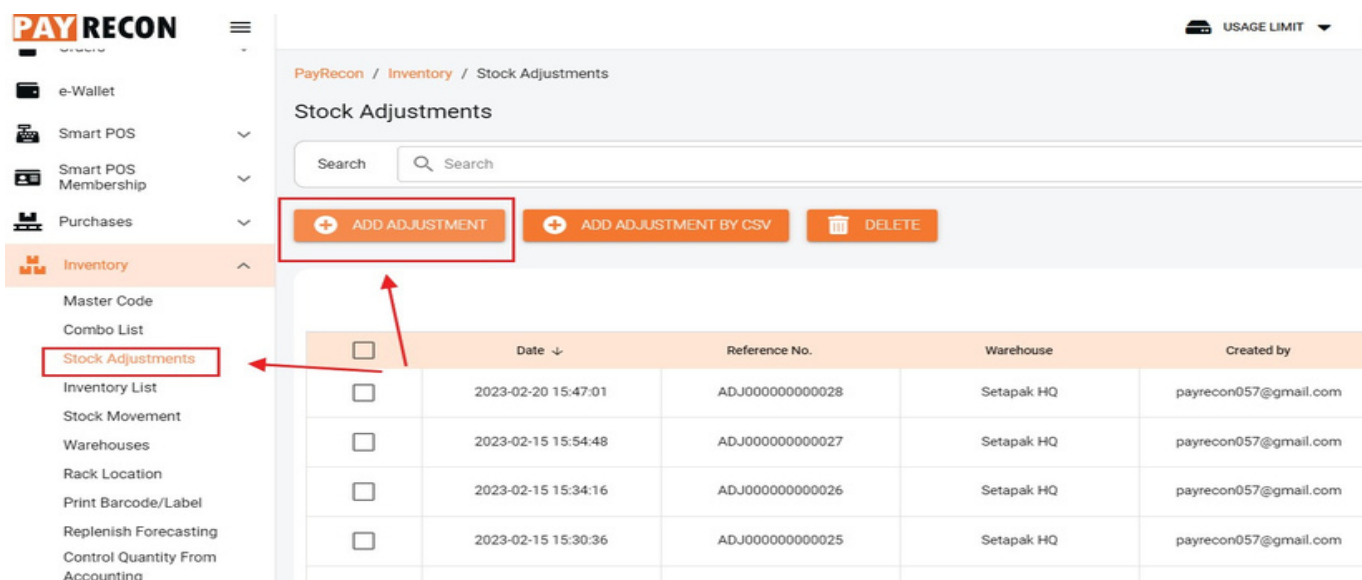 PAY RECON
USAGE LIMIT
Orders
e-Wallet
Smart POS
Smart POS
Membership
Purchases
Inventory
Master Code
Combo List
Stock Adjustments
Inventory List
Stock Movement
Warehouses
Rack Location
Print Barcode/Label
Replenish Forecasting
Control Quantity From
Accounting
PayRecon / Inventory / Stock Adjustments
Stock Adjustments
Search Search
ADD ADJUSTMENT ADD ADJUSTMENT BY CSV DELETE
Date ↓ Reference No. Warehouse Created by
2023-02-20 15:47:01 ADJ000000000028 Setapak HQ payrecon057@gmail.com
2023-02-15 15:54:48 ADJ000000000027 Setapak HQ payrecon057@gmail.com
2023-02-15 15:34:16 ADJ000000000026 Setapak HQ payrecon057@gmail.com
2023-02-15 15:30:36 ADJ000000000025 Setapak HQ payrecon057@gmail.com